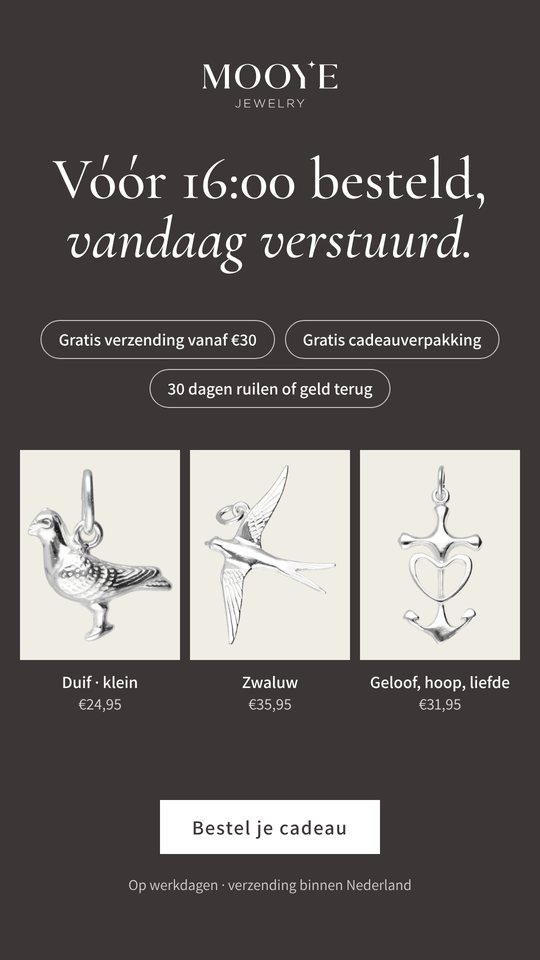 MOOYE
JEWELRY
Vóór 16:00 besteld,
vandaag verstuurd.
Gratis verzending vanaf €30
Gratis cadeauverpakking
30 dagen ruilen of geld terug
Duif · klein
Zwaluw
Geloof, hoop, liefde
€24,95
€35,95
€31,95
Bestel je cadeau
Op werkdagen · verzending binnen Nederland